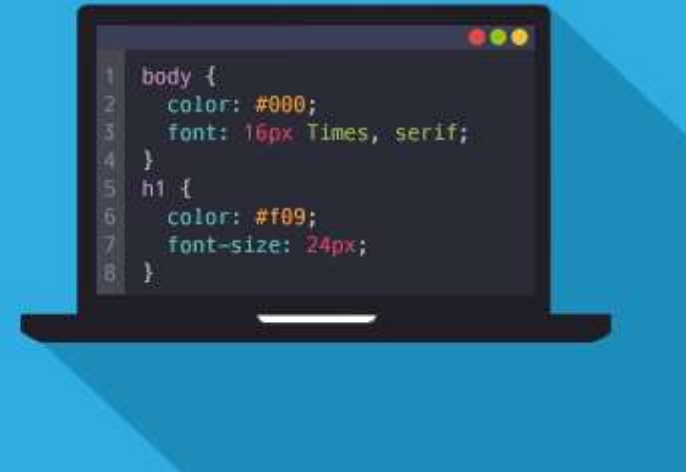 1 body {
2 color: #000;
3 font: 16px Times, serif;
4 }
5 h1 {
6 color: #f09;
7 font-size: 24px;
8 }